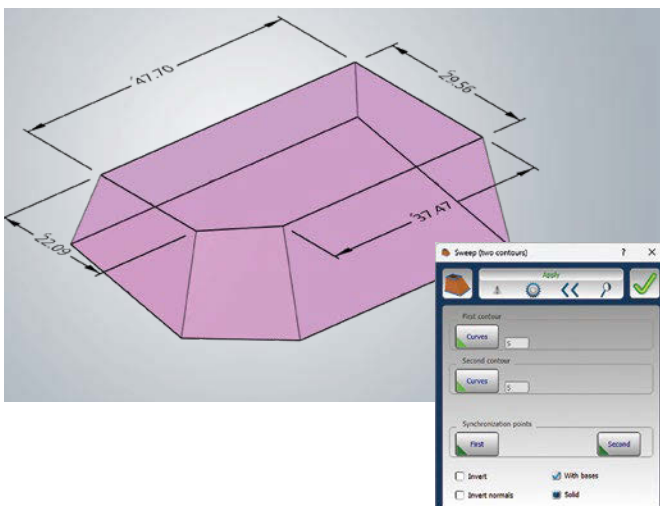 47.70
29.56
22.09
37.47
Sweep (two contours) ? X
Apply
First contour
Curves 5
Second contour
Curves 5
Synchronization points
First Second
Invert With bases
Invert normals Solid